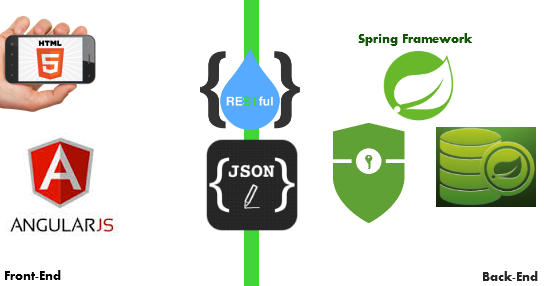 HTML
5
ANGULARJS
Front-End
{RESTful}
{JSON}
Spring Framework
Back-End